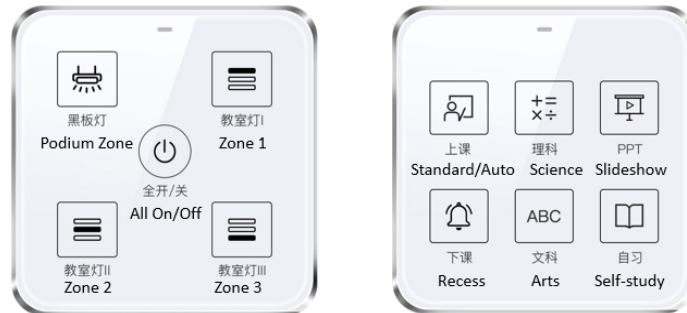 黑板灯
Podium Zone
教室灯I
Zone 1
全开/关
All On/Off
教室灯II
Zone 2
教室灯III
Zone 3
+=
×÷
上课
Standard/Auto
理科
Science
PPT
Slideshow
下课
Recess
ABC
文科
Arts
自习
Self-study